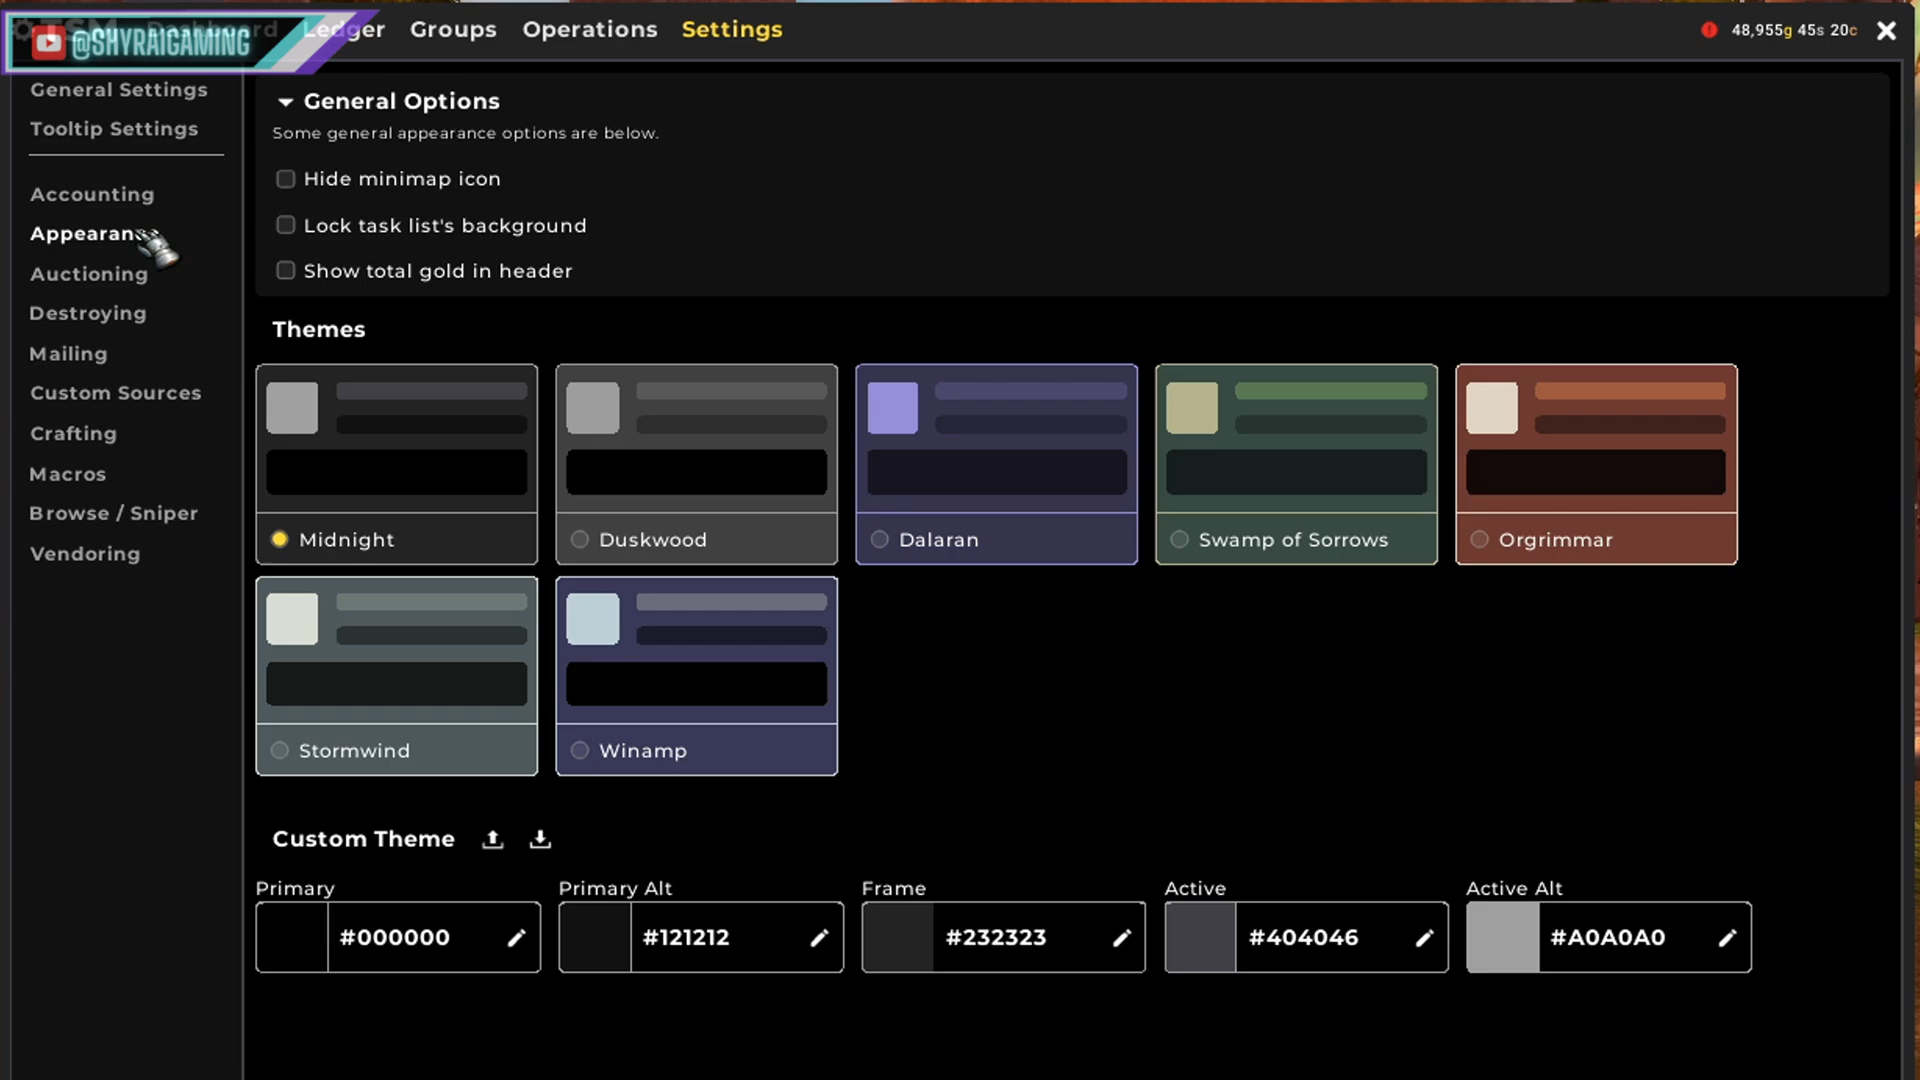 @SHYRAIGAMING
Dashboard Ledger Groups Operations Settings
48,955g 45s 20c
General Settings
Tooltip Settings
Accounting
Appearance
Auctioning
Destroying
Mailing
Custom Sources
Crafting
Macros
Browse / Sniper
Vendoring
General Options
Some general appearance options are below.
Hide minimap icon
Lock task list's background
Show total gold in header
Themes
Midnight
Duskwood
Dalaran
Swamp of Sorrows
Orgrimmar
Stormwind
Winamp
Custom Theme
Primary
Primary Alt
Frame
Active
Active Alt
#000000
#121212
#232323
#404046
#A0A0A0